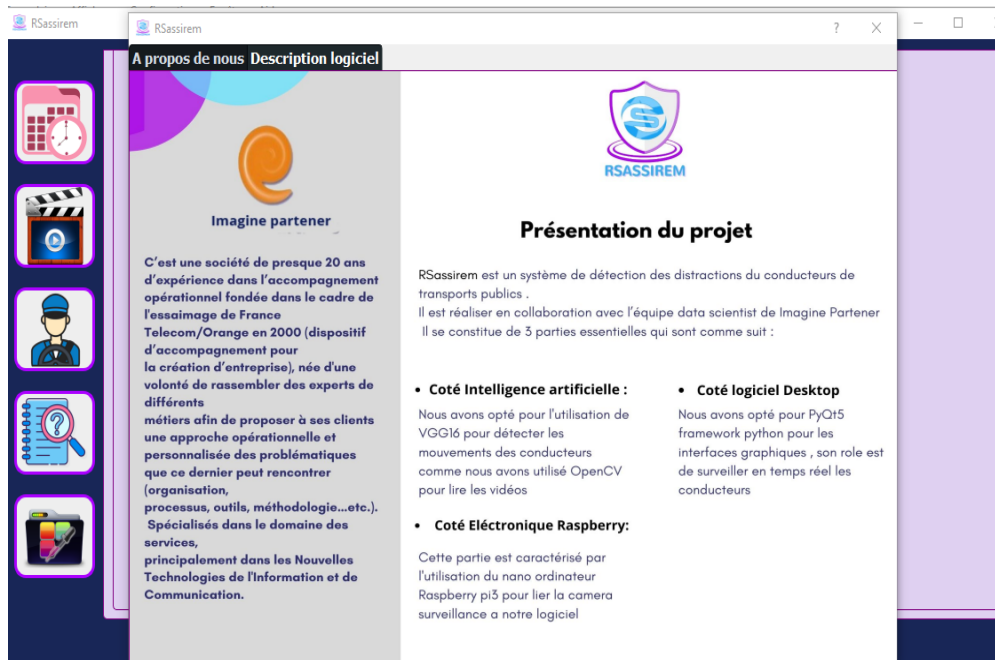 RSassirem
RSassirem
?
A propos de nous Description logiciel
Imagine partener
C'est une société de presque 20 ans
d'expérience dans l'accompagnement
opérationnel fondée dans le cadre de
l'essaimage de France
Telecom/Orange en 2000 (dispositif
d'accompagnement pour
la création d'entreprise), née d'une
volonté de rassembler des experts de
différents
métiers afin de proposer à ses clients
une approche opérationnelle et
personnalisée des problématiques
que ce dernier peut rencontrer
(organisation,
processus, outils, méthodologie...etc.).
Spécialisés dans le domaine des
services,
principalement dans les Nouvelles
Technologies de l'Information et de
Communication.
RSASSIREM
Présentation du projet
RSassirem est un système de détection des distractions du conducteurs de
transports publics .
Il est réaliser en collaboration avec l'équipe data scientist de Imagine Partener
Il se constitue de 3 parties essentielles qui sont comme suit :
• Coté Intelligence artificielle :
Nous avons opté pour l'utilisation de
VGG16 pour détecter les
mouvements des conducteurs
comme nous avons utilisé OpenCV
pour lire les vidéos
• Coté logiciel Desktop
Nous avons opté pour PyQt5
framework python pour les
interfaces graphiques , son role est
de surveiller en temps réel les
conducteurs
• Coté Eléctronique Raspberry:
Cette partie est caractérisé par
l'utilisation du nano ordinateur
Raspberry pi3 pour lier la camera
surveillance a notre logiciel